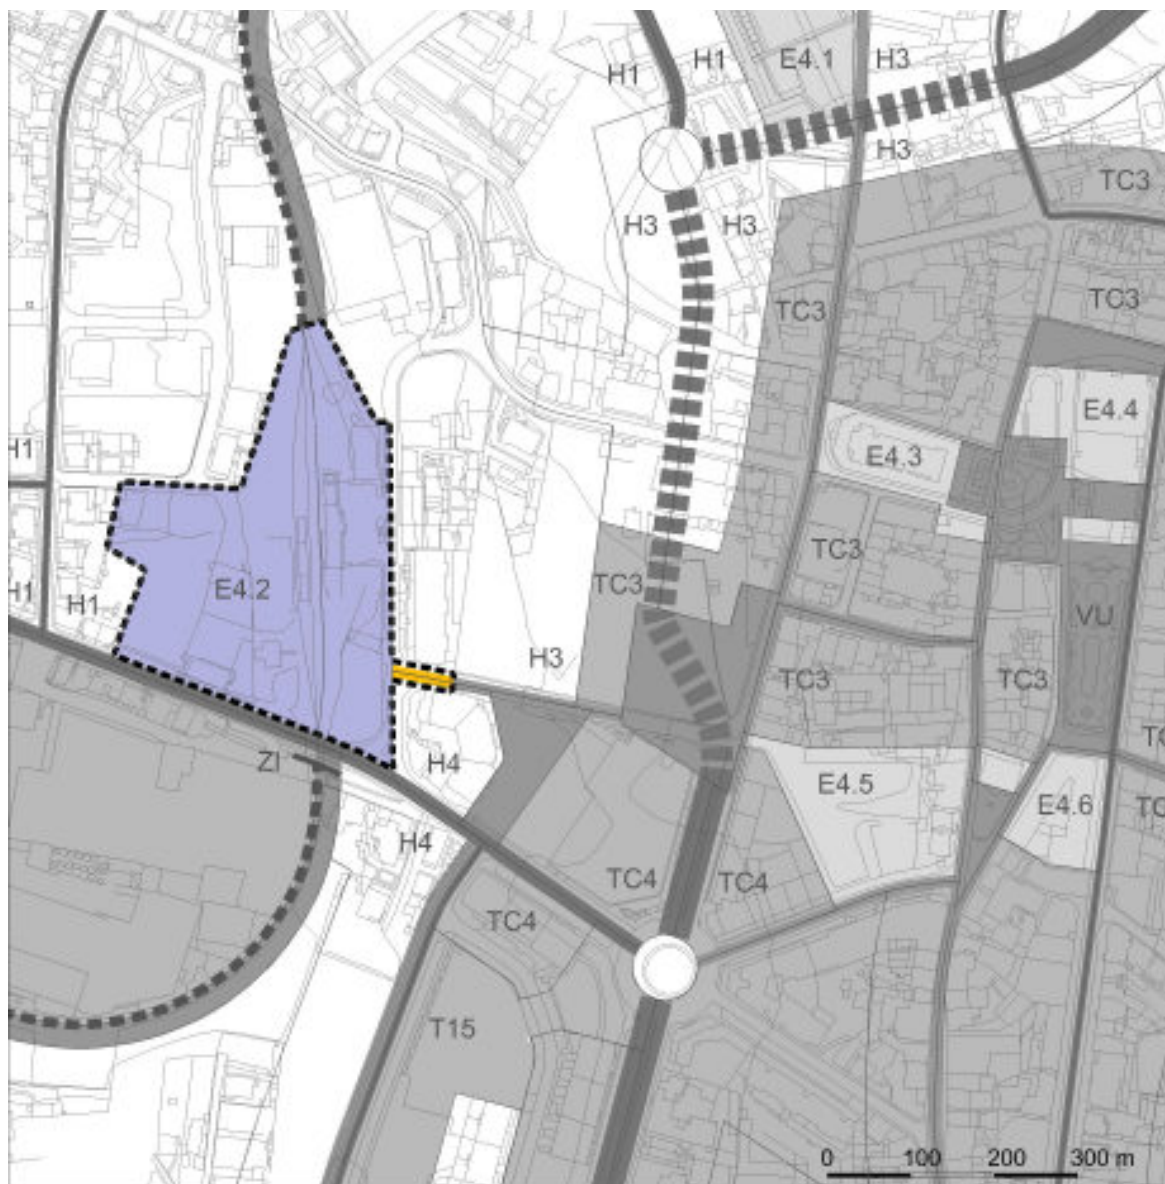 H1
E4.1
H3
H1
H3
TC3
H3
H3
TC3
TC3
E4.4
H1
E4.3
TC3
E4.2
H1
H1
TC3
VU
H3
TC3
TC3
ZI
H4
E4.5
E4.6
H4
TC4
TC4
TC4
T15
0 100 200 300 m